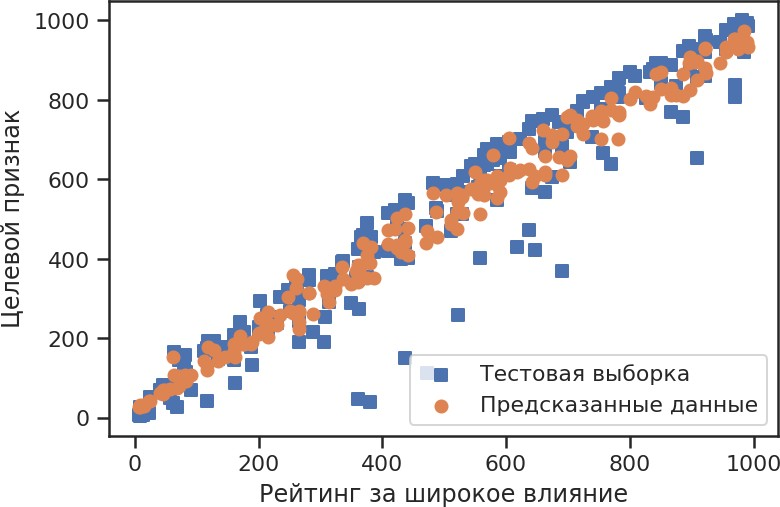 Целевой признак
1000
800
600
400
200
0
Тестовая выборка
Предсказанные данные
0 200 400 600 800 1000
Рейтинг за широкое влияние